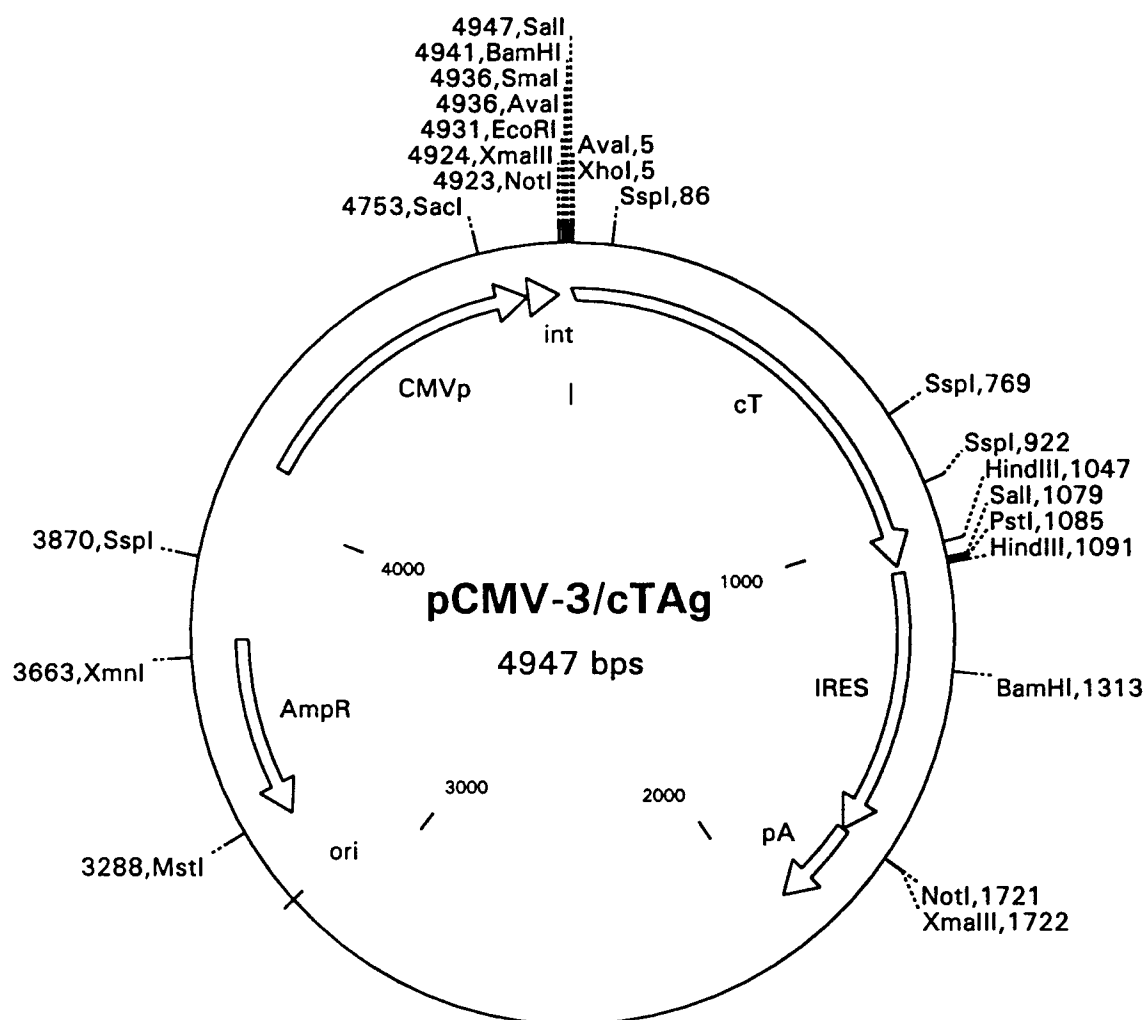 4947,SalI
4941,BamHI
4936,SmaI
4936,AvaI
4931,EcoRI
4924,XmaIII
4923,NotI
4753,SacI
AvaI,5
XhoI,5
SspI,86
int
CMVp
cT
SspI,769
SspI,922
HindIII,1047
SalI,1079
PstI,1085
HindIII,1091
3870,SspI
4000
1000
pCMV-3/cTAg
4947 bps
3663,XmnI
AmpR
IRES
BamHI,1313
3000
2000
pA
ori
3288,MstI
NotI,1721
XmaIII,1722